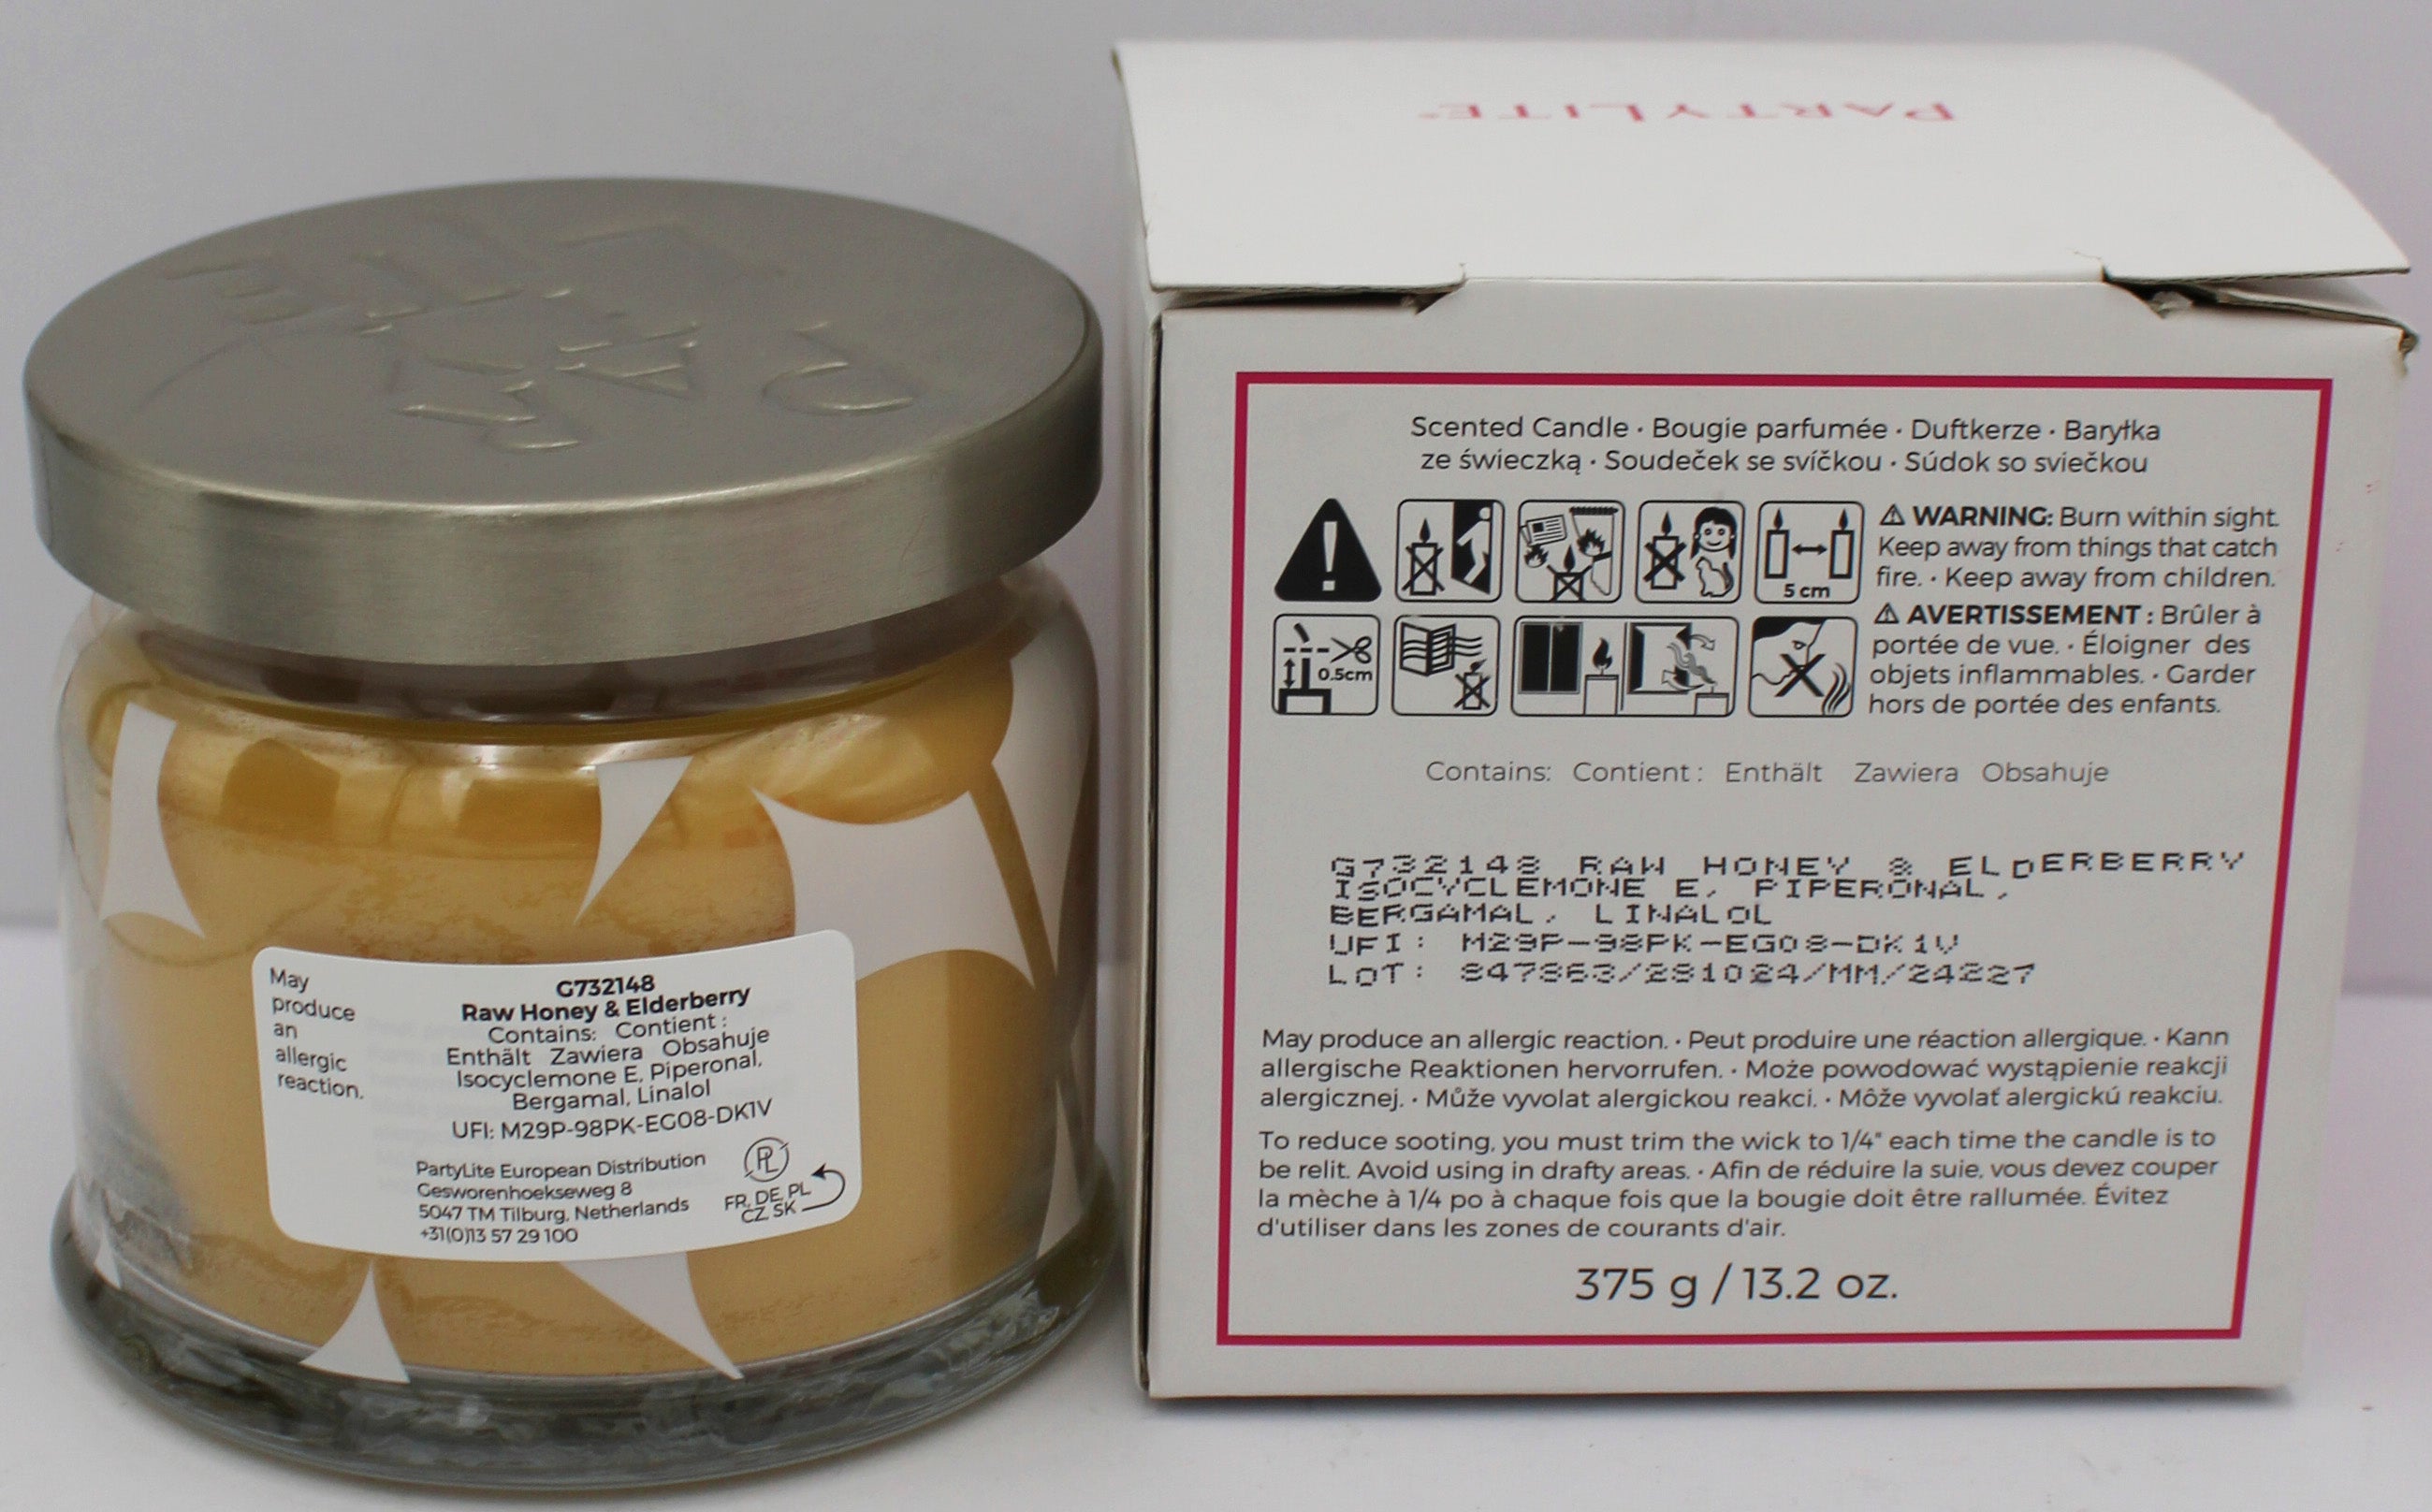 PARTY
LITE
May
produce
an
allergic
reaction.
G732148
Raw Honey & Elderberry
Contains: Contient :
Enthält Zawiera Obsahuje
Isocyclemone E, Piperonal,
Bergamal, Linalol
UFI: M29P-98PK-EG08-DK1V
PartyLite European Distribution
Gesworenhoekseweg 8
5047 TM Tilburg, Netherlands
+31(0)13 57 29 100
PL
FR, DE, PL
CZ, SK
PARTYLITE®
Scented Candle · Bougie parfumée · Duftkerze · Baryłka
ze świeczką · Soudeček se svíčkou · Súdok so sviečkou
5 cm
0.5cm
⚠ WARNING: Burn within sight.
Keep away from things that catch
fire. · Keep away from children.
⚠ AVERTISSEMENT : Brûler à
portée de vue. · Éloigner des
objets inflammables. · Garder
hors de portée des enfants.
Contains: Contient : Enthält Zawiera Obsahuje
G732148 RAW HONEY & ELDERBERRY
ISOCYCLEMONE E, PIPERONAL,
BERGAMAL, LINALOL
UFI: M29P-98PK-EG08-DK1V
LOT: 847863/281024/MM/24227
May produce an allergic reaction. · Peut produire une réaction allergique. · Kann
allergische Reaktionen hervorrufen. · Może powodować wystąpienie reakcji
alergicznej. · Může vyvolat alergickou reakci. · Môže vyvolať alergickú reakciu.
To reduce sooting, you must trim the wick to 1/4" each time the candle is to
be relit. Avoid using in drafty areas. · Afin de réduire la suie, vous devez couper
la mèche à 1/4 po à chaque fois que la bougie doit être rallumée. Évitez
d'utiliser dans les zones de courants d'air.
375 g / 13.2 oz.